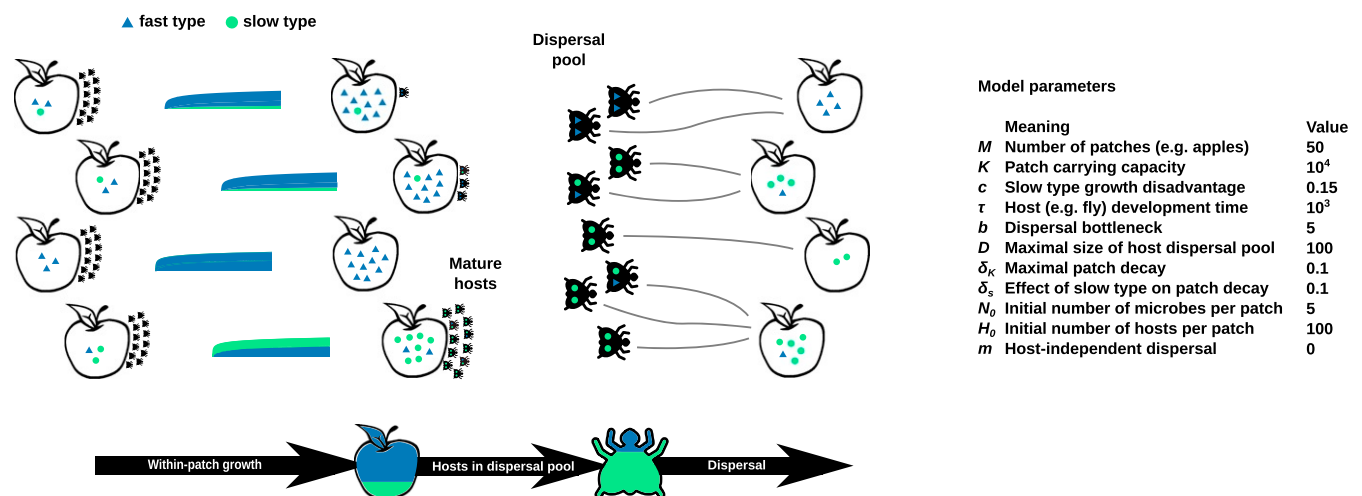 fast type slow type
Dispersal
pool
Mature
hosts
Within-patch growth Hosts in dispersal pool Dispersal
Model parameters
Meaning Value
M Number of patches (e.g. apples) 50
K Patch carrying capacity 10⁴
c Slow type growth disadvantage 0.15
τ Host (e.g. fly) development time 10³
b Dispersal bottleneck 5
D Maximal size of host dispersal pool 100
δ_K Maximal patch decay 0.1
δ_s Effect of slow type on patch decay 0.1
N₀ Initial number of microbes per patch 5
H₀ Initial number of hosts per patch 100
m Host-independent dispersal 0